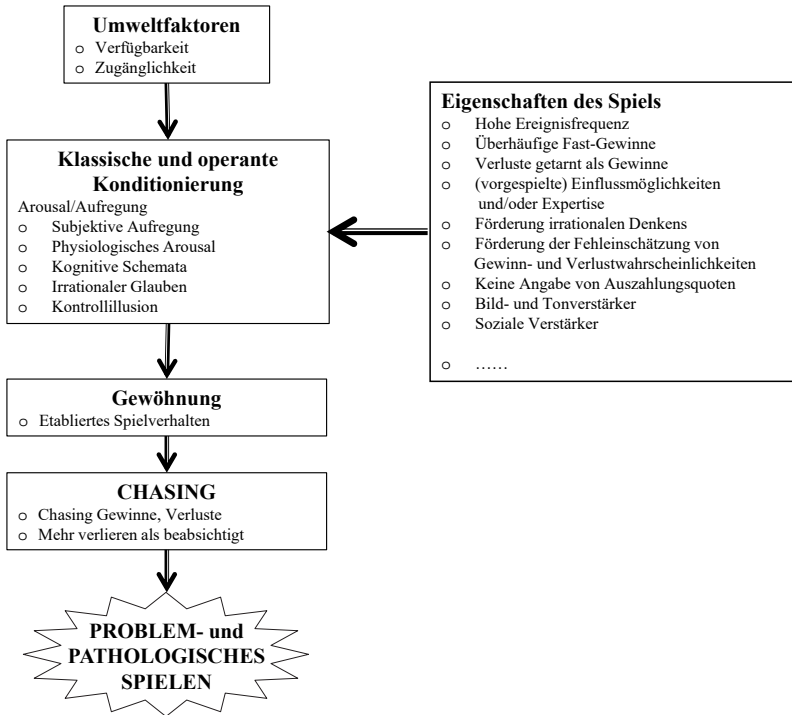 Umweltfaktoren
o Verfügbarkeit
o Zugänglichkeit
Klassische und operante
Konditionierung
Arousal/Aufregung
o Subjektive Aufregung
o Physiologisches Arousal
o Kognitive Schemata
o Irrationaler Glauben
o Kontrollillusion
Eigenschaften des Spiels
o Hohe Ereignisfrequenz
o Überhäufige Fast-Gewinne
o Verluste getarnt als Gewinne
o (vorgespielte) Einflussmöglichkeiten
und/oder Expertise
o Förderung irrationalen Denkens
o Förderung der Fehleinschätzung von
Gewinn- und Verlustwahrscheinlichkeiten
o Keine Angabe von Auszahlungsquoten
o Bild- und Tonverstärker
o Soziale Verstärker
o ......
Gewöhnung
o Etabliertes Spielverhalten
CHASING
o Chasing Gewinne, Verluste
o Mehr verlieren als beabsichtigt
PROBLEM- und
PATHOLOGISCHES
SPIELEN